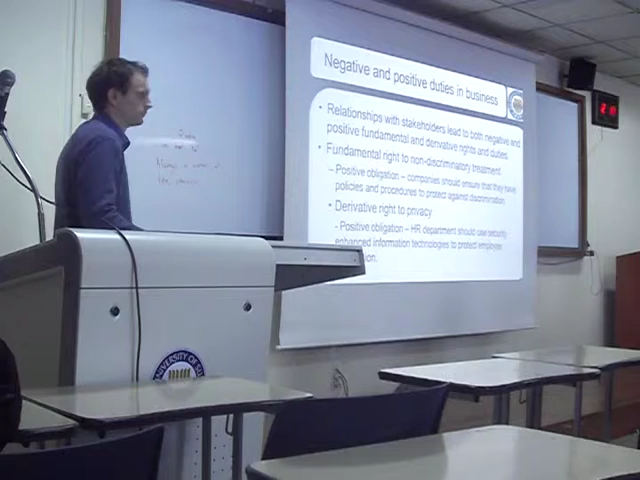 Negative and positive duties in business
• Relationships with stakeholders lead to both negative and
positive fundamental and derivative rights and duties.
• Fundamental right to non-discriminatory treatment
– Positive obligation – companies should ensure that they have
policies and procedures to protect against discrimination
• Derivative right to privacy
- Positive obligation – HR department should use security
enhanced information technologies to protect employee
UNIVERSITY OF